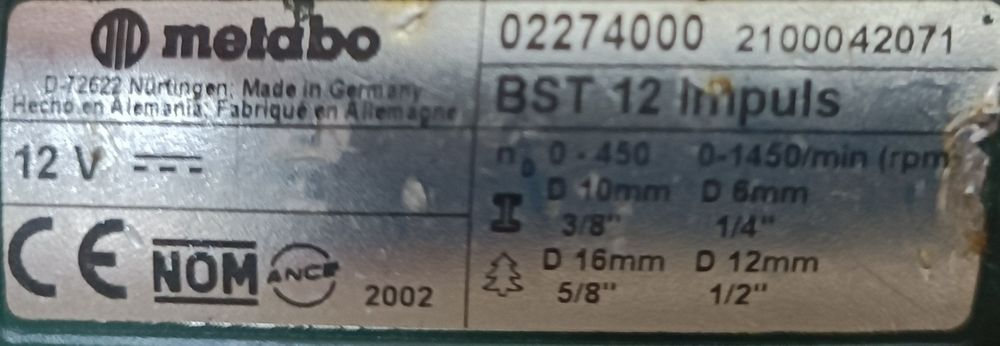 metabo
D-72622 Nürtingen, Made in Germany
Hecho en Alemania, Fabriqué en Allemagne
12 V
CE NOM ANCE 2002
02274000 2100042071
BST 12 Impuls
n₀ 0 - 450 0-1450/min (rpm)
D 10mm D 6mm
3/8" 1/4"
D 16mm D 12mm
5/8" 1/2"